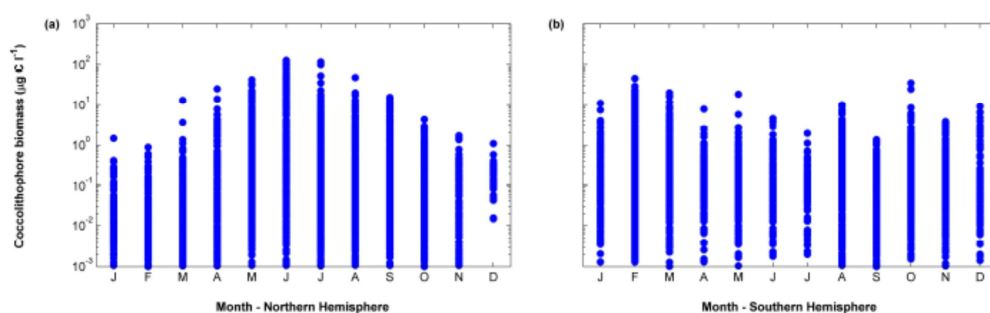 (a)
(b)
Coccolithophore biomass (µg C l⁻¹)
10³
10²
10¹
10⁰
10⁻¹
10⁻²
10⁻³
J F M A M J J A S O N D
J F M A M J J A S O N D
Month - Northern Hemisphere
Month - Southern Hemisphere